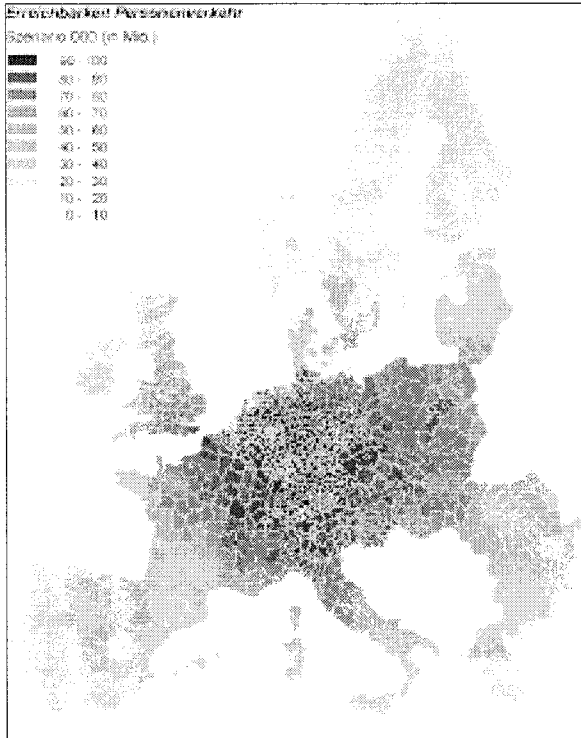 Erreichbarkeit Personenverkehr
Szenario 000 (in Mio.)
90 - 100
80 - 90
70 - 80
60 - 70
50 - 60
40 - 50
30 - 40
20 - 30
10 - 20
0 - 10